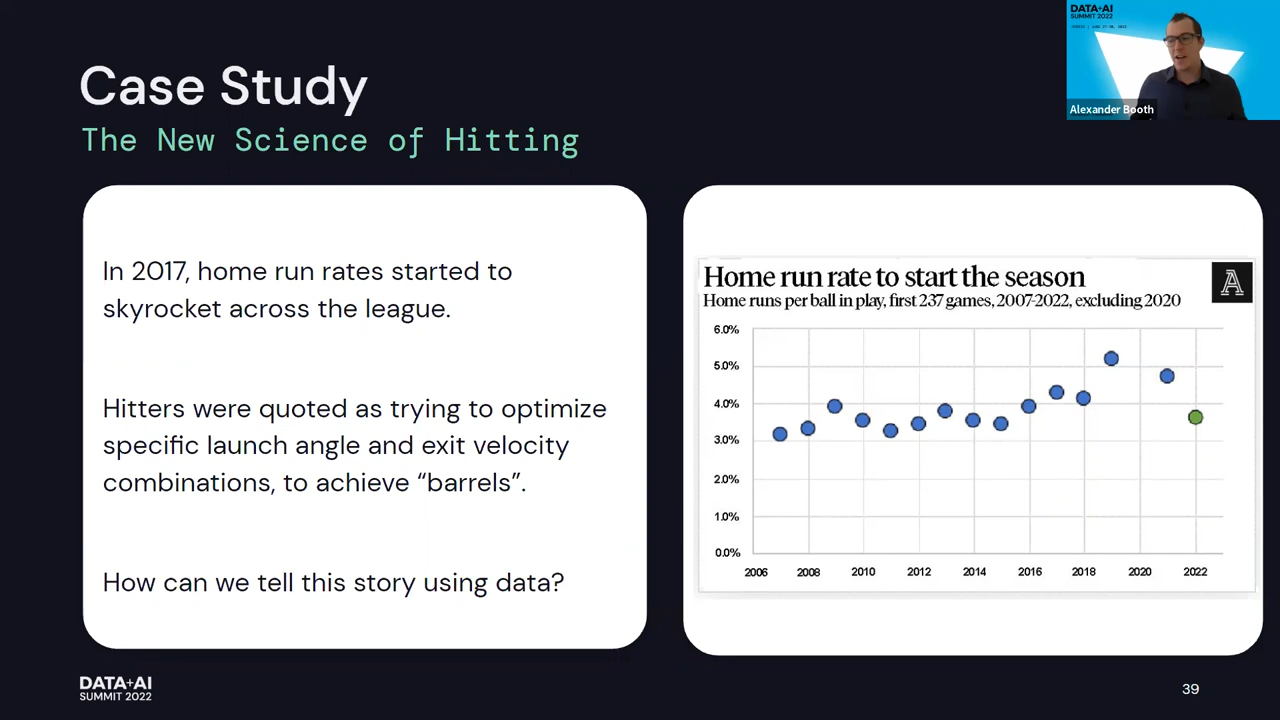 DATA+AI
SUMMIT 2022
Alexander Booth
Case Study
The New Science of Hitting
In 2017, home run rates started to
skyrocket across the league.
Hitters were quoted as trying to optimize
specific launch angle and exit velocity
combinations, to achieve “barrels”.
How can we tell this story using data?
Home run rate to start the season
Home runs per ball in play, first 237 games, 2007-2022, excluding 2020
A
6.0%
5.0%
4.0%
3.0%
2.0%
1.0%
0.0%
2006 2008 2010 2012 2014 2016 2018 2020 2022
DATA+AI
SUMMIT 2022
39